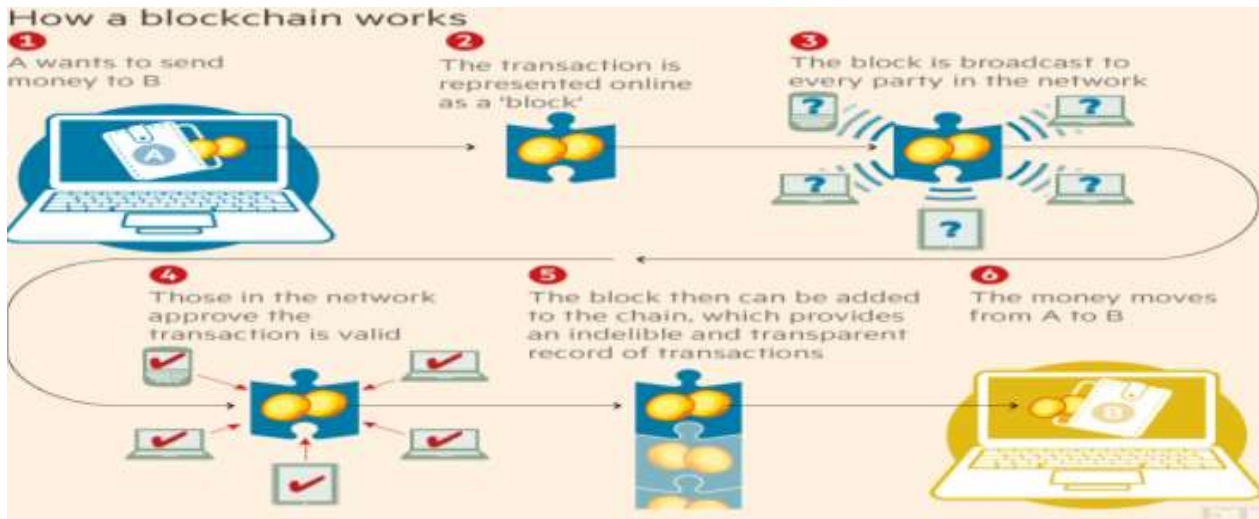 How a blockchain works
1
A wants to send
money to B
A
2
The transaction is
represented online
as a 'block'
3
The block is broadcast to
every party in the network
?
?
?
?
?
4
Those in the network
approve the
transaction is valid
5
The block then can be added
to the chain, which provides
an indelible and transparent
record of transactions
6
The money moves
from A to B
B